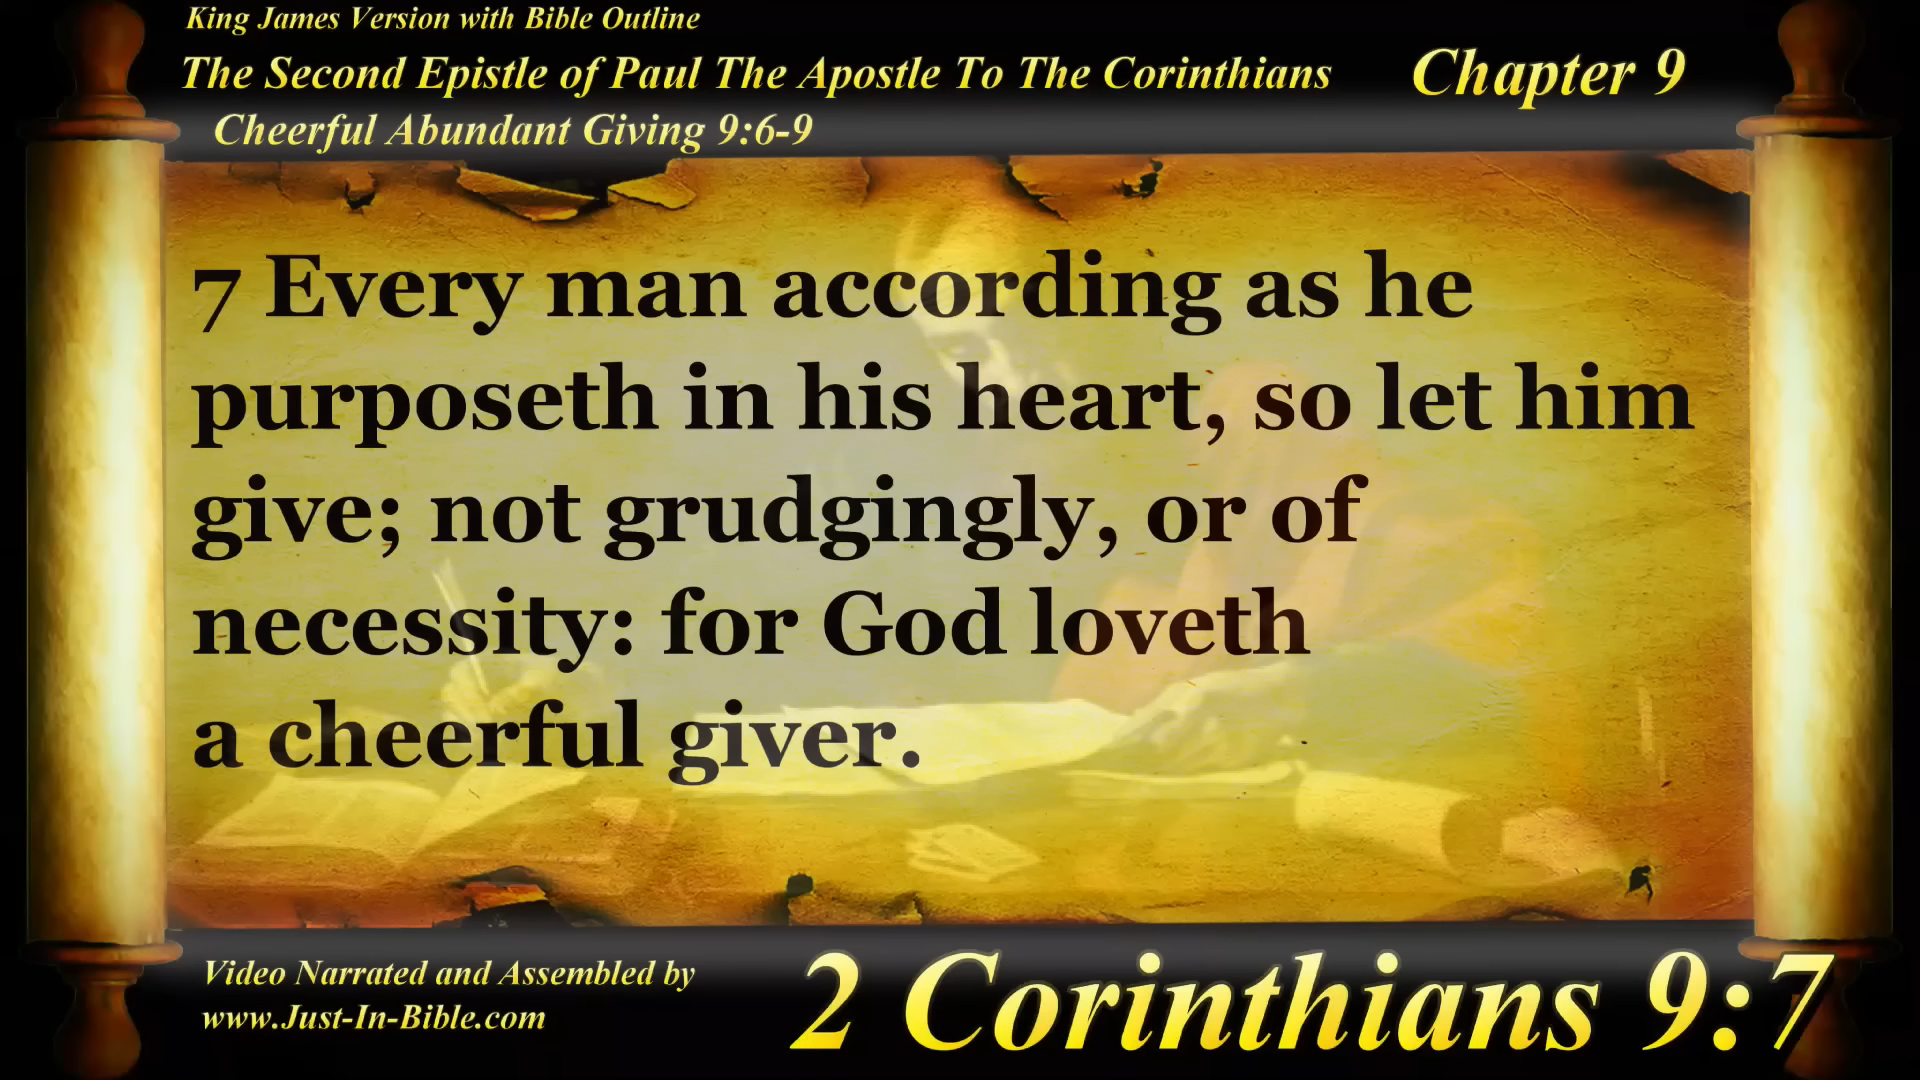 King James Version with Bible Outline
The Second Epistle of Paul The Apostle To The Corinthians
Chapter 9
Cheerful Abundant Giving 9:6-9
7 Every man according as he
purposeth in his heart, so let him
give; not grudgingly, or of
necessity: for God loveth
a cheerful giver.
Video Narrated and Assembled by
www.Just-In-Bible.com
2 Corinthians 9:7